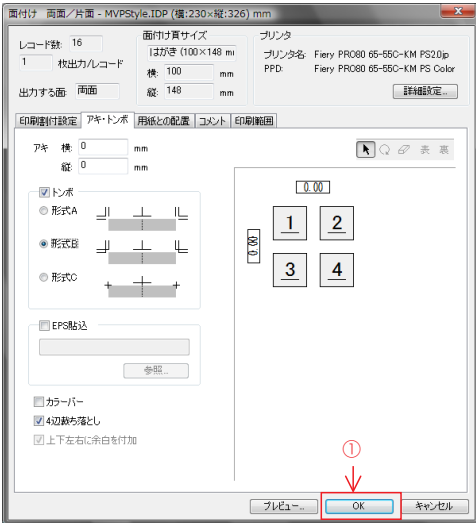 面付け 両面/片面 - MVPStyle.IDP (横:230×縦:326) mm
レコード数: 16
1 枚出力/レコード
出力する面: 両面
面付け頁サイズ
はがき (100×148 mi
横: 100 mm
縦: 148 mm
プリンタ
プリンタ名: Fiery PRO80 65-55C-KM PS2.0jp
PPD: Fiery PRO80 65-55C-KM PS Color
詳細設定...
印刷割付設定 アキ・トンボ 用紙との配置 コメント 印刷範囲
アキ 横: 0 mm
縦: 0 mm
トンボ
形式A
形式B
形式C
EPS貼込
参照...
カラーバー
4辺裁ち落とし
上下左右に余白を付加
表 裏
0.00
0.00
1 2
3 4
①
プレビュー... OK キャンセル